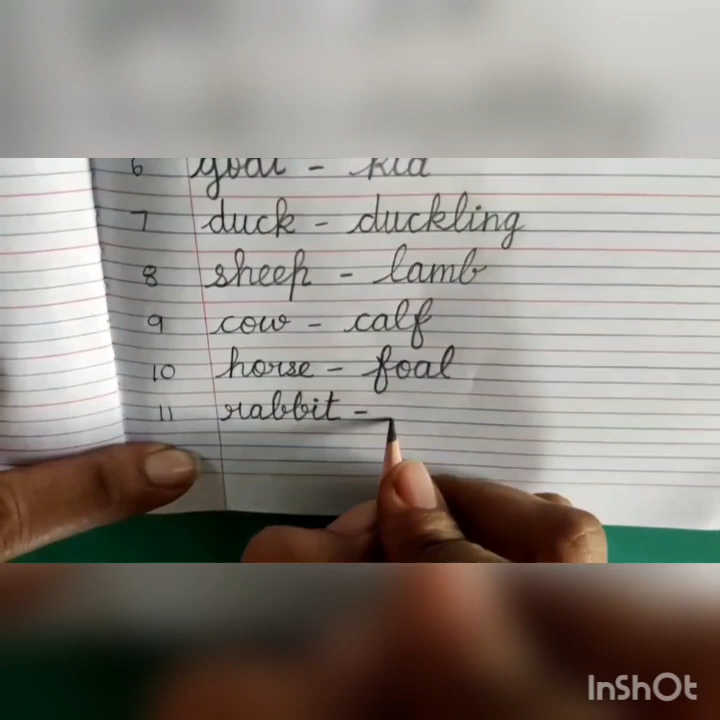 6 goat - kid
7 duck - duckling
8 sheep - lamb
9 cow - calf
10 horse - foal
11 rabbit -
InShOt